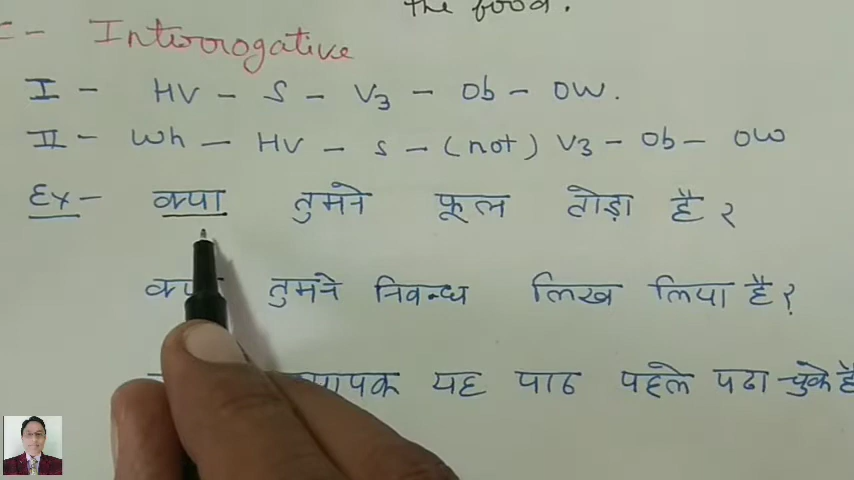 the food.
- Interrogative
I - HV - S - V3 - Ob - OW.
II - Wh - HV - S - (not) V3 - Ob - OW
Ex - क्या तुमने फूल तोड़ा है?
तुमने निबन्ध लिख लिया है?
यह पाठ पहले पढा चुके है